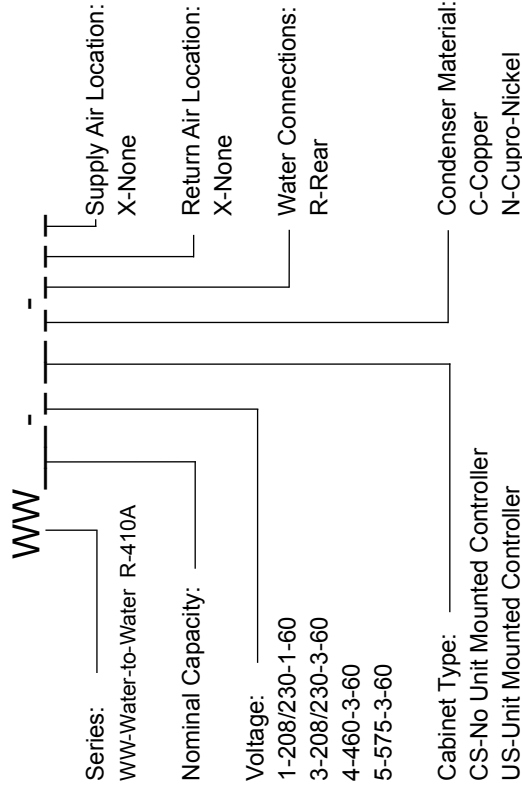 WW - -
Series:
WW-Water-to-Water R-410A
Nominal Capacity:
Voltage:
1-208/230-1-60
3-208/230-3-60
4-460-3-60
5-575-3-60
Cabinet Type:
CS-No Unit Mounted Controller
US-Unit Mounted Controller
Supply Air Location:
X-None
Return Air Location:
X-None
Water Connections:
R-Rear
Condenser Material:
C-Copper
N-Cupro-Nickel